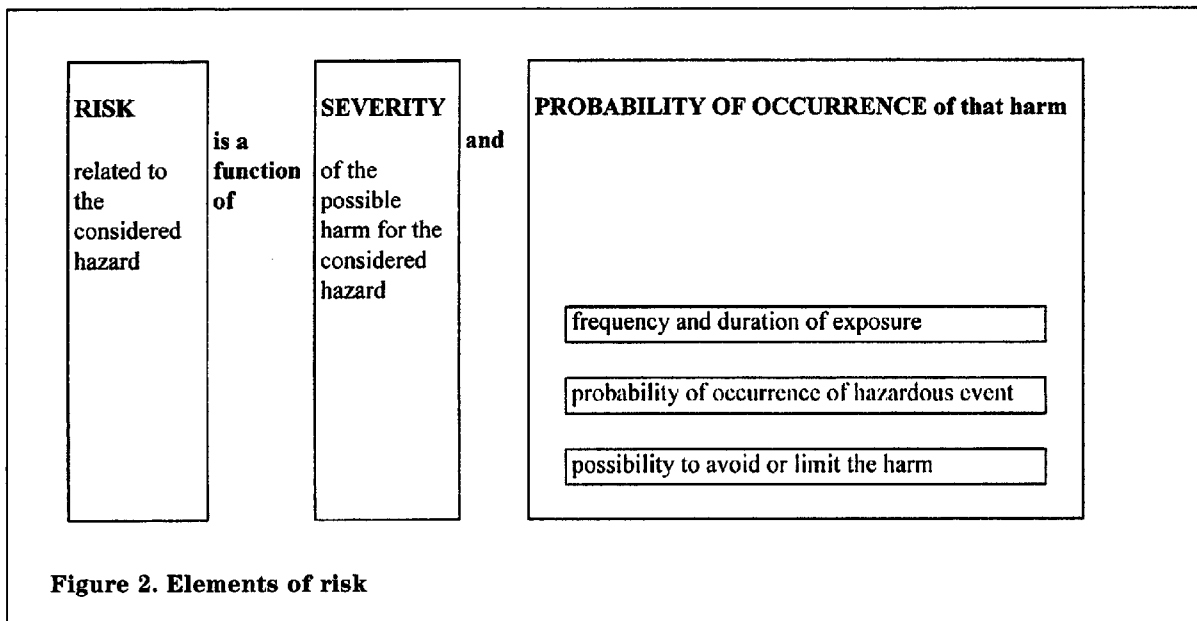 RISK
related to
the
considered
hazard
is a
function
of
SEVERITY
of the
possible
harm for the
considered
hazard
and
PROBABILITY OF OCCURRENCE of that harm
frequency and duration of exposure
probability of occurrence of hazardous event
possibility to avoid or limit the harm
Figure 2. Elements of risk